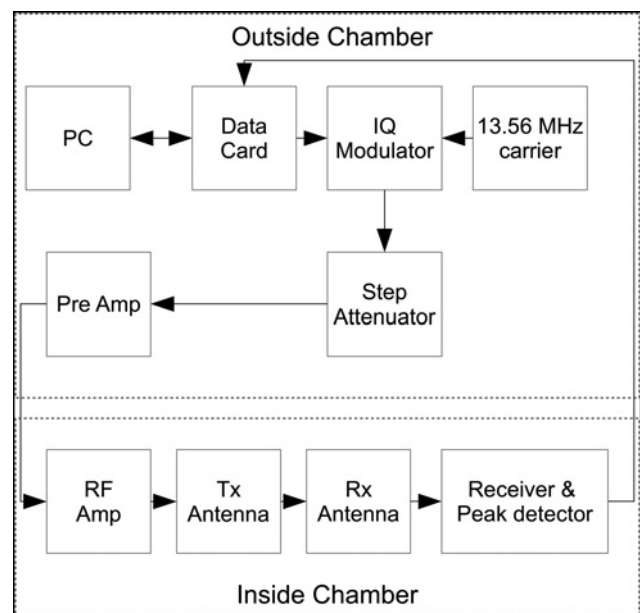 Outside Chamber
PC
Data
Card
IQ
Modulator
13.56 MHz
carrier
Pre Amp
Step
Attenuator
RF
Amp
Tx
Antenna
Rx
Antenna
Receiver &
Peak detector
Inside Chamber